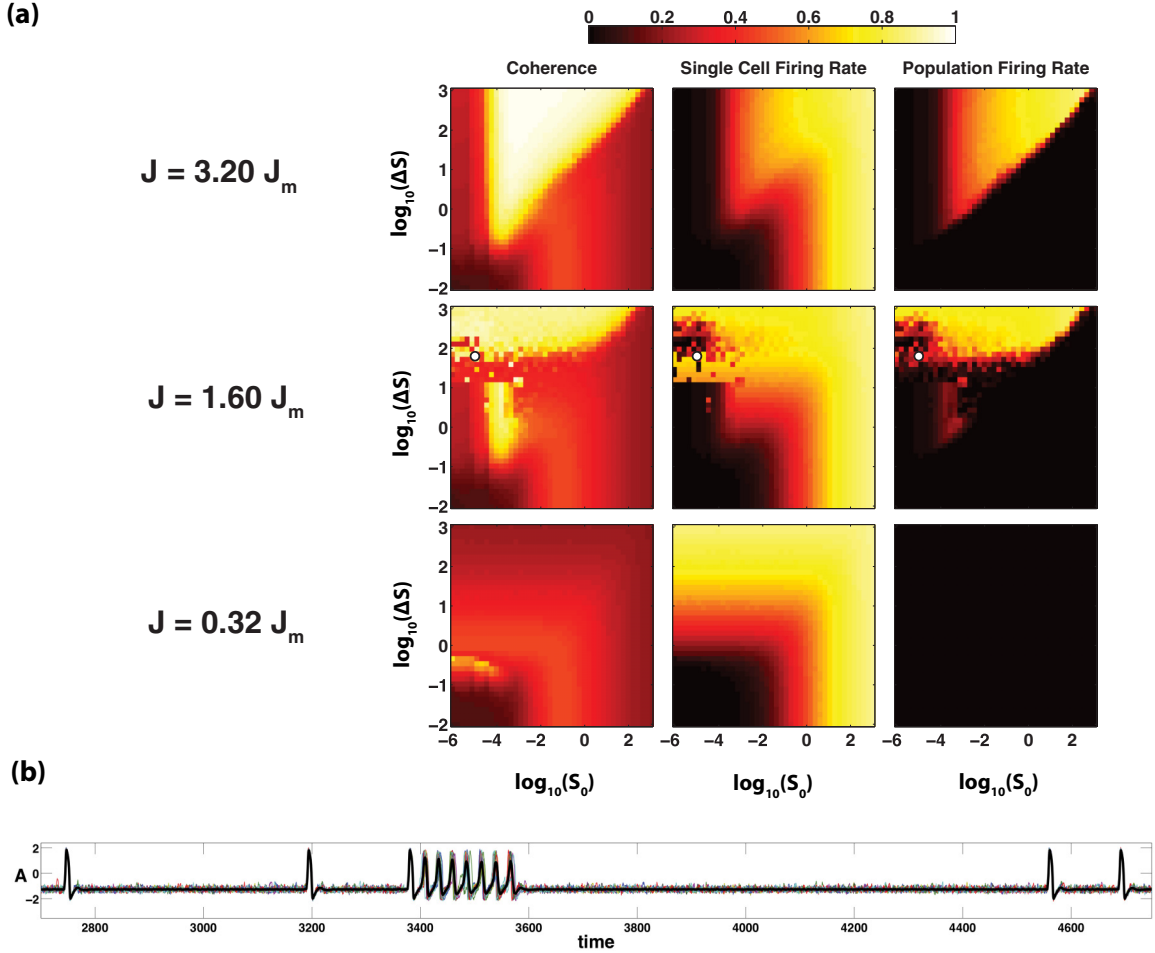 (a)
0 0.2 0.4 0.6 0.8 1
Coherence Single Cell Firing Rate Population Firing Rate
J = 3.20 Jm
log10(ΔS)
3
2
1
0
−1
−2
J = 1.60 Jm
log10(ΔS)
3
2
1
0
−1
−2
J = 0.32 Jm
log10(ΔS)
3
2
1
0
−1
−2
−6 −4 −2 0 2 −6 −4 −2 0 2 −6 −4 −2 0 2
log10(S0) log10(S0) log10(S0)
(b)
A
2
0
−2
2800 3000 3200 3400 3600 3800 4000 4200 4400 4600
time